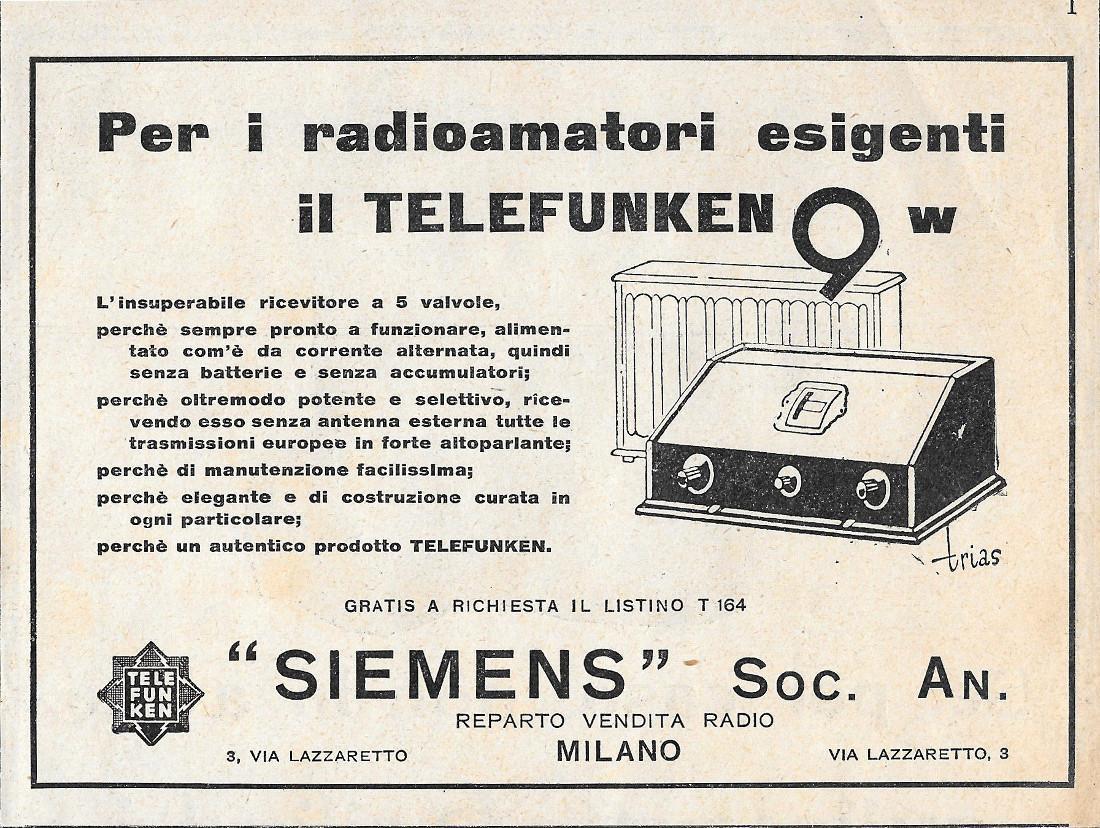 1
Per i radioamatori esigenti
il TELEFUNKEN 9 w
L'insuperabile ricevitore a 5 valvole,
perchè sempre pronto a funzionare, alimen-
tato com'è da corrente alternata, quindi
senza batterie e senza accumulatori;
perchè oltremodo potente e selettivo, rice-
vendo esso senza antenna esterna tutte le
trasmissioni europee in forte altoparlante;
perchè di manutenzione facilissima;
perchè elegante e di costruzione curata in
ogni particolare;
perchè un autentico prodotto TELEFUNKEN.
trias
GRATIS A RICHIESTA IL LISTINO T 164
TELE
FUN
KEN
"SIEMENS" Soc. An.
REPARTO VENDITA RADIO
3, VIA LAZZARETTO MILANO VIA LAZZARETTO, 3